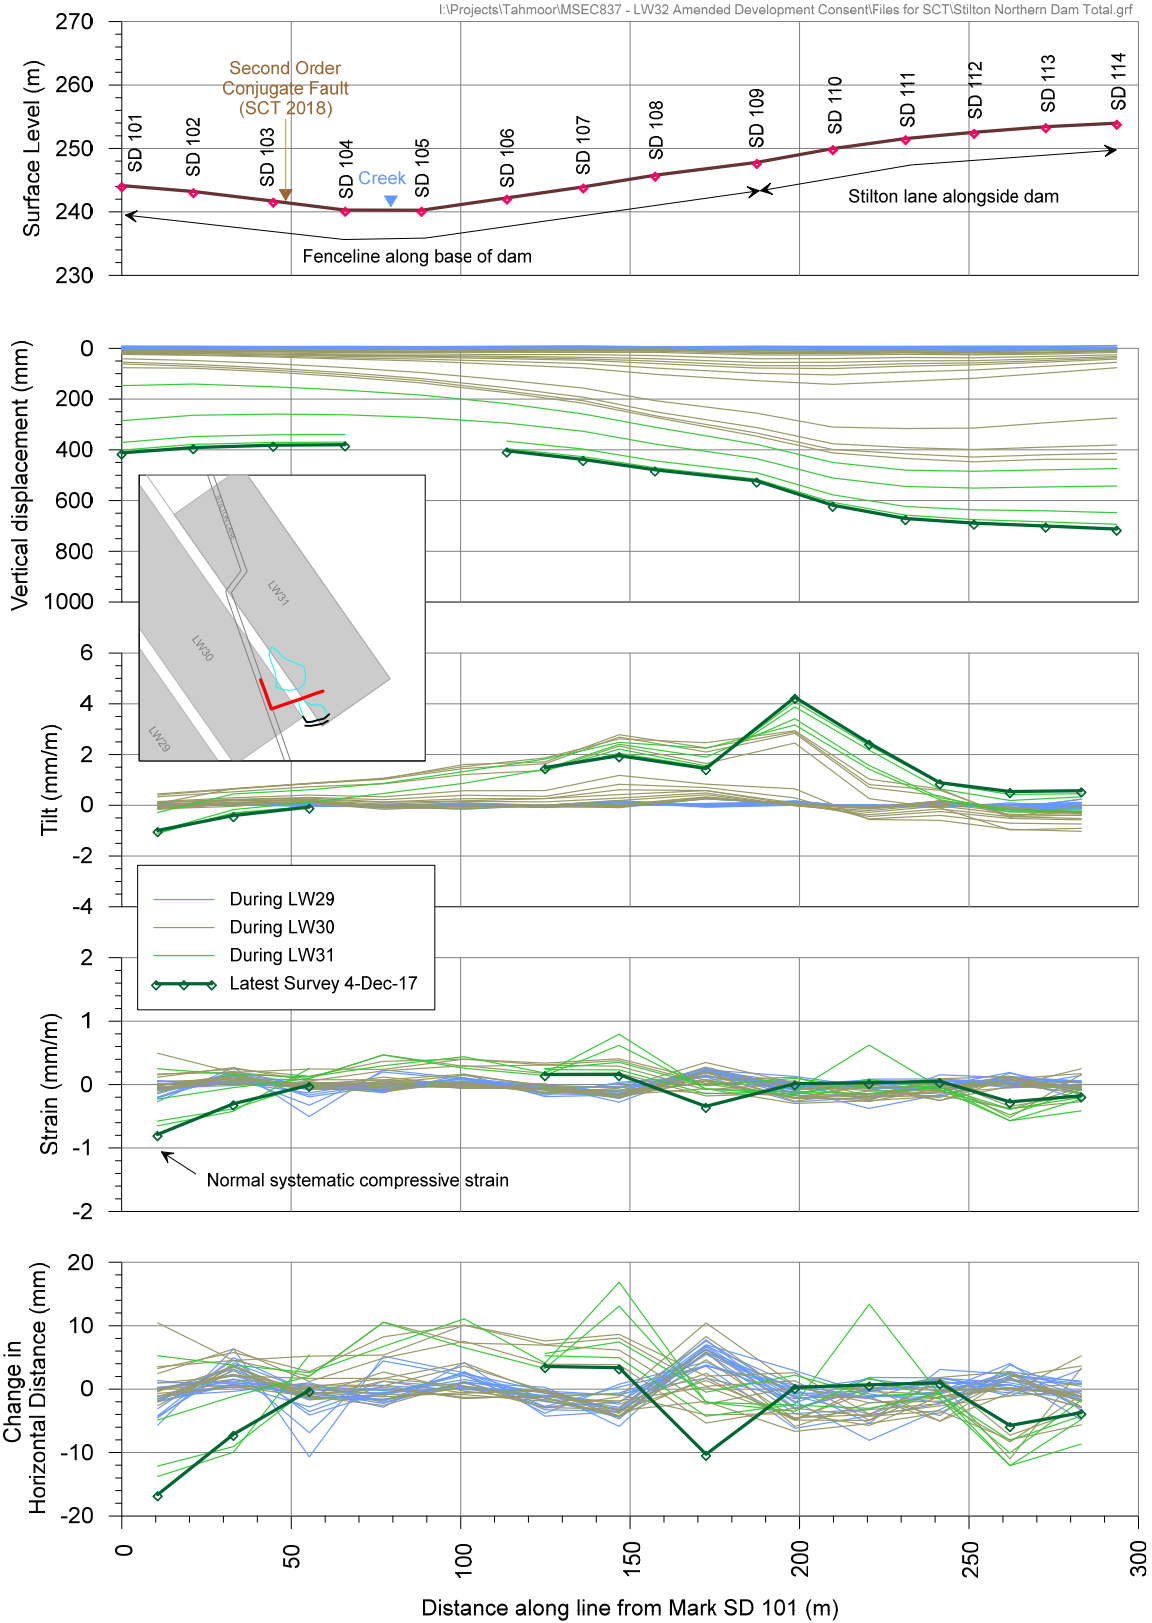 I:\Projects\Tahmoor\MSEC837 - LW32 Amended Development Consent\Files for SCT\Stilton Northern Dam Total.grf
Surface Level (m)
270
260
250
240
230
Second Order
Conjugate Fault
(SCT 2018)
Creek
SD 101
SD 102
SD 103
SD 104
SD 105
SD 106
SD 107
SD 108
SD 109
SD 110
SD 111
SD 112
SD 113
SD 114
Stilton lane alongside dam
Fenceline along base of dam
Vertical displacement (mm)
0
200
400
600
800
1000
STILTON LANE
LW31
LW30
LW29
Tilt (mm/m)
6
4
2
0
-2
-4
During LW29
During LW30
During LW31
Latest Survey 4-Dec-17
Strain (mm/m)
2
1
0
-1
-2
Normal systematic compressive strain
Change in
Horizontal Distance (mm)
20
10
0
-10
-20
0
50
100
150
200
250
300
Distance along line from Mark SD 101 (m)